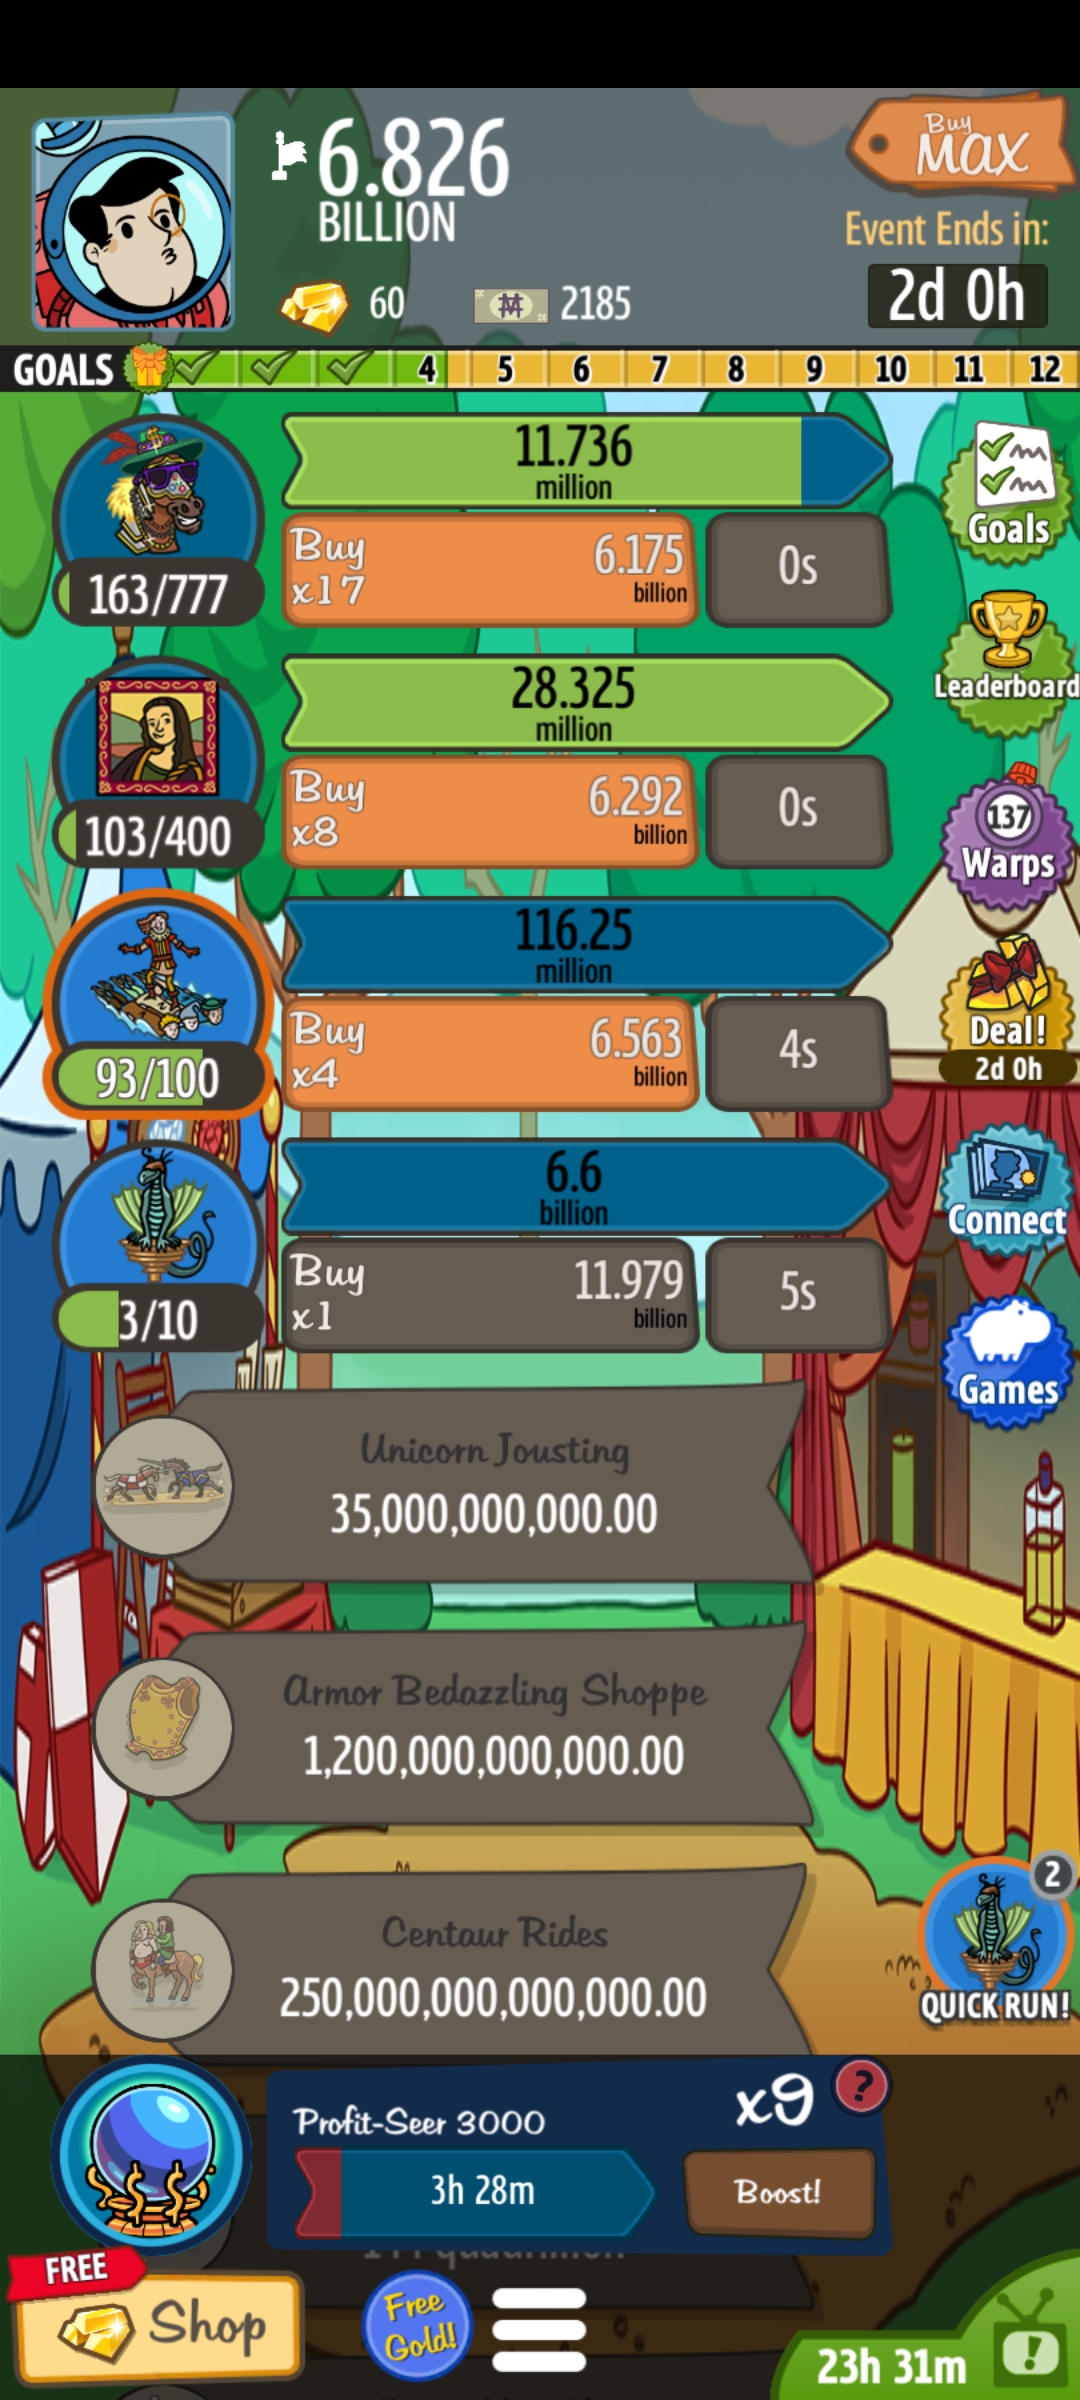 6.826
BILLION
60
2185
Buy
MAX
Event Ends in:
2d 0h
GOALS
4
5
6
7
8
9
10
11
12
11.736
million
Buy
x17
6.175
billion
0s
163/777
Goals
28.325
million
Leaderboard
Buy
x8
6.292
billion
0s
103/400
137
Warps
116.25
million
Buy
x4
6.563
billion
4s
93/100
Deal!
2d 0h
6.6
billion
Connect
Buy
x1
11.979
billion
5s
3/10
Games
Unicorn Jousting
35,000,000,000.00
Armor Bedazzling Shoppe
1,200,000,000,000.00
Centaur Rides
250,000,000,000,000.00
2
QUICK RUN!
Profit-Seer 3000
x9
?
3h 28m
Boost!
FREE
Shop
Free
Gold!
23h 31m
!